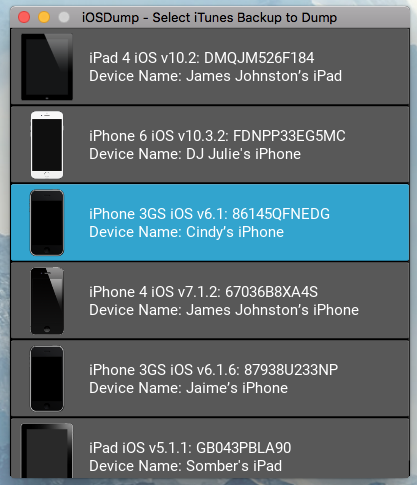 iOSDump - Select iTunes Backup to Dump
iPad 4 iOS v10.2: DMQJM526F184
Device Name: James Johnston’s iPad
iPhone 6 iOS v10.3.2: FDNPP33EG5MC
Device Name: DJ Julie's iPhone
iPhone 3GS iOS v6.1: 86145QFNEDG
Device Name: Cindy’s iPhone
iPhone 4 iOS v7.1.2: 67036B8XA4S
Device Name: James Johnston’s iPhone
iPhone 3GS iOS v6.1.6: 87938U233NP
Device Name: Jaime’s iPhone
iPad iOS v5.1.1: GB043PBLA90
Device Name: Somber's iPad